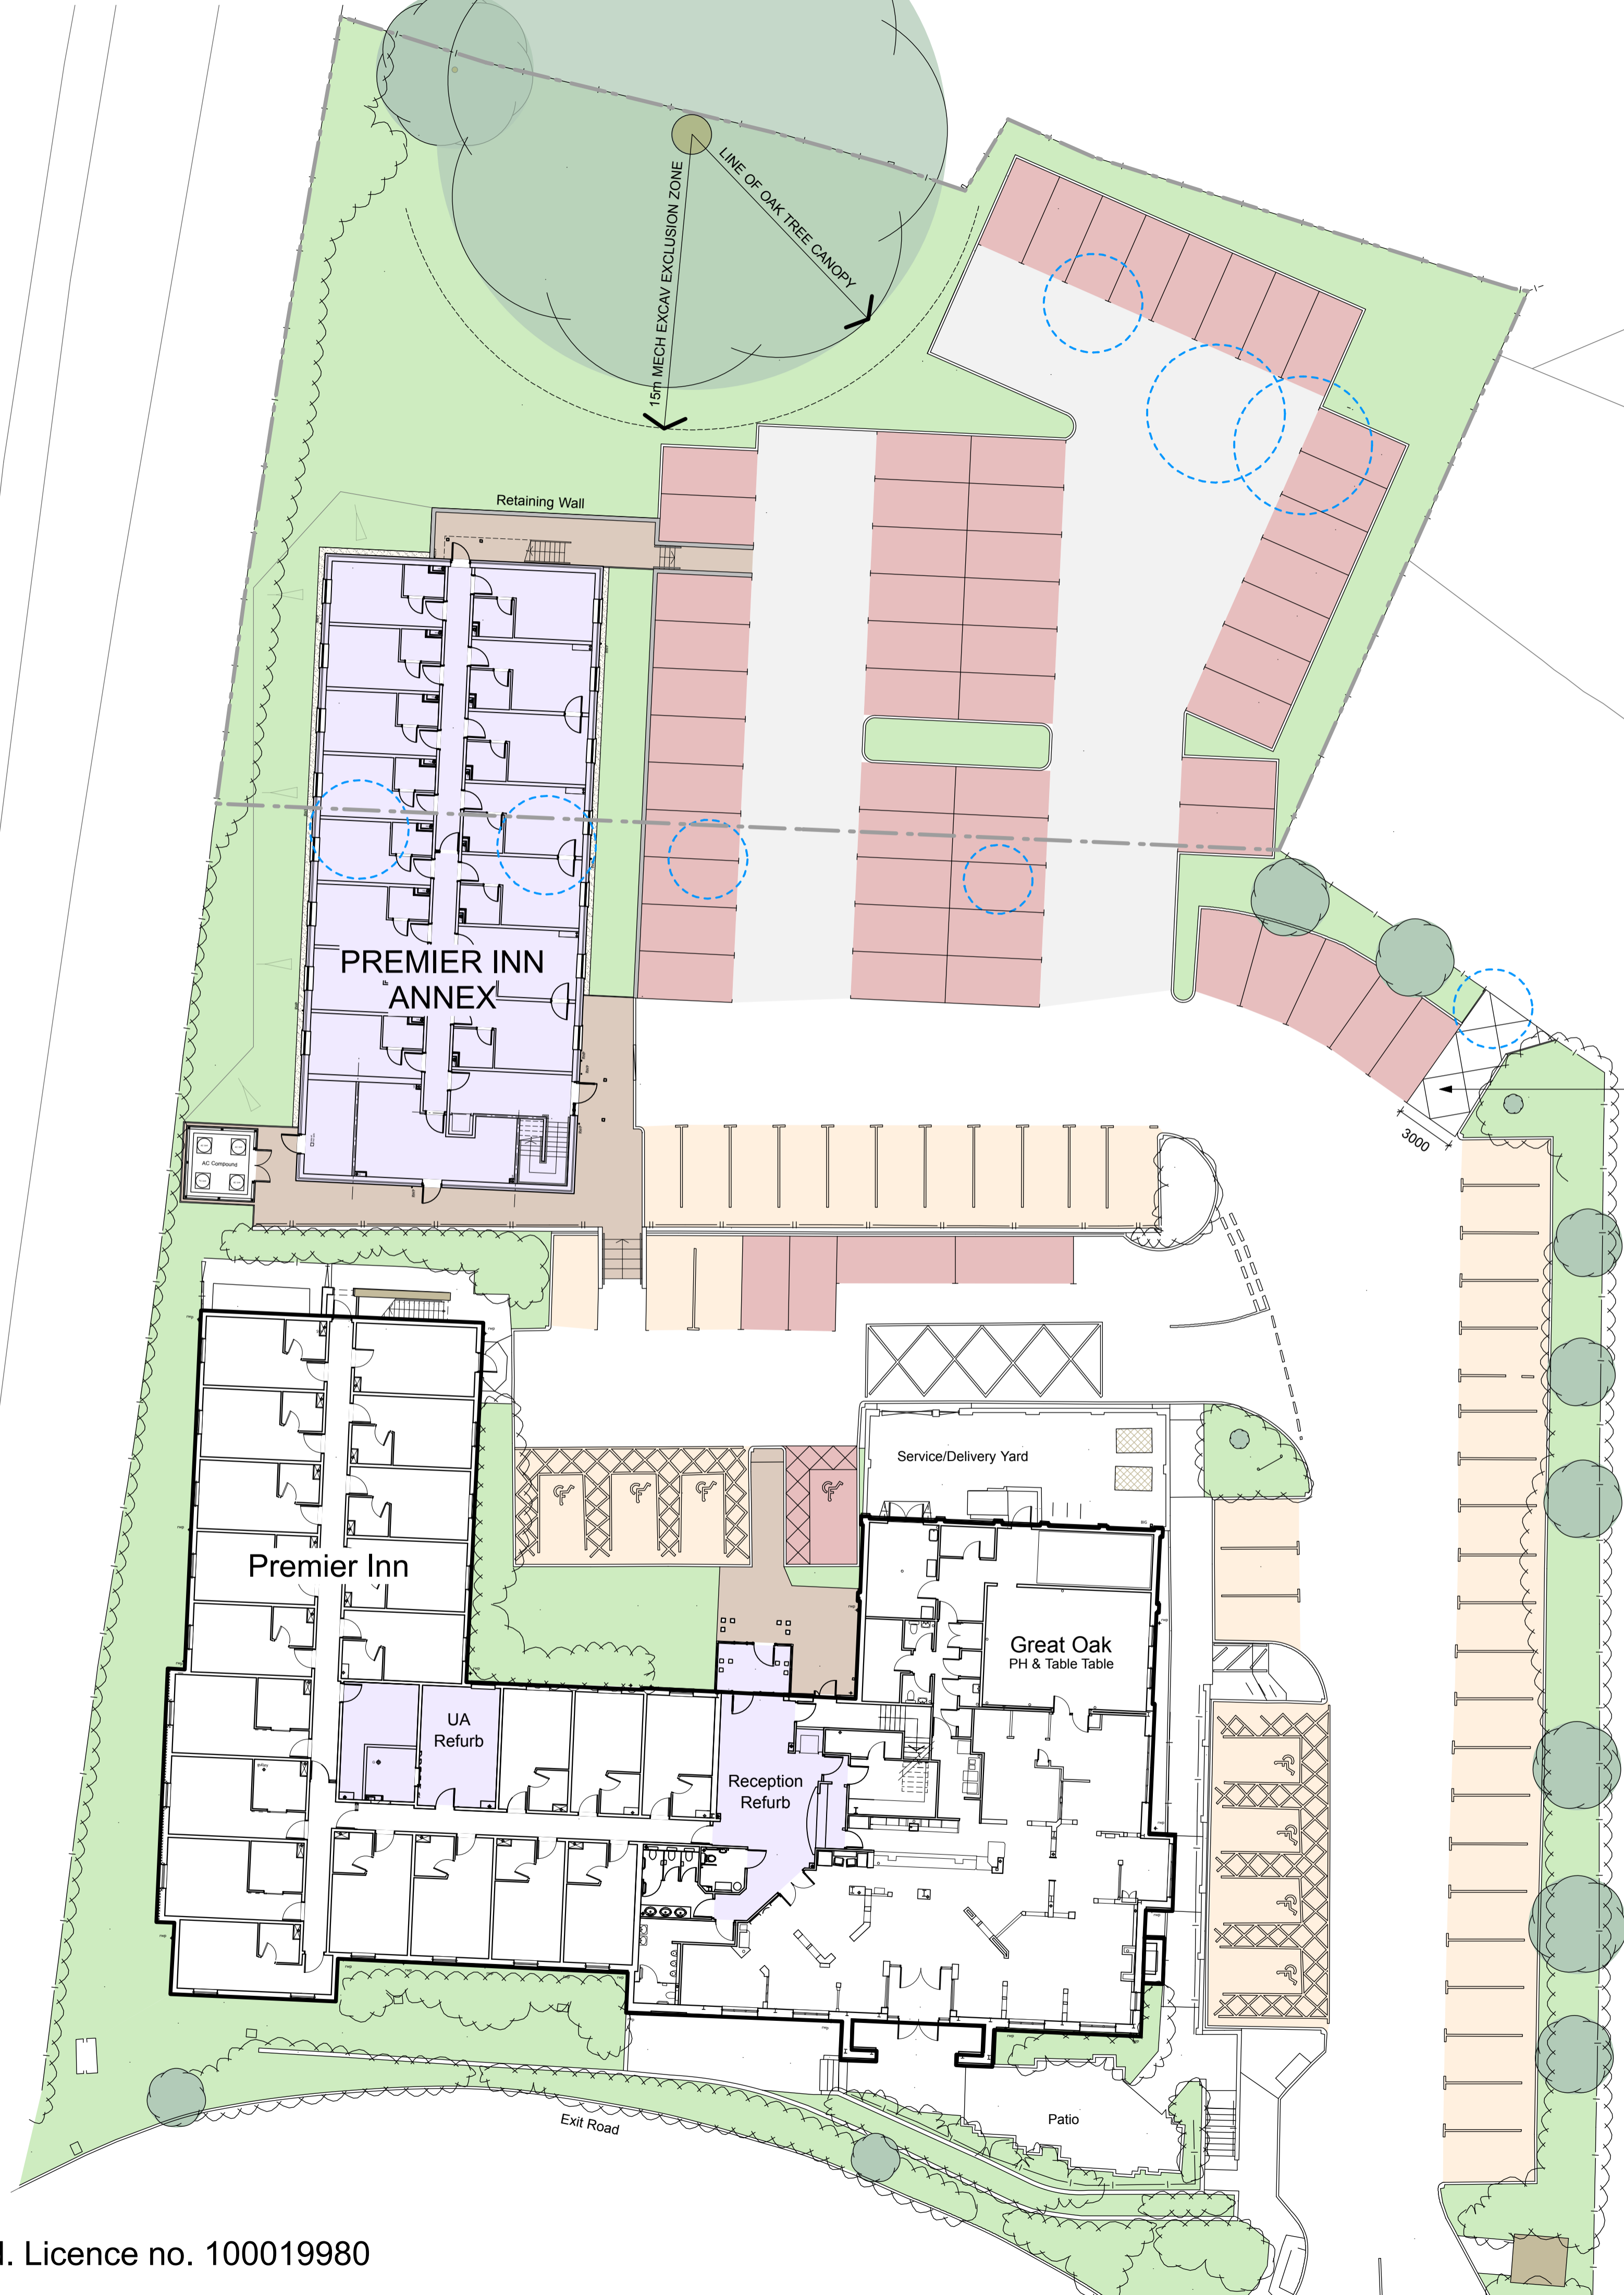 15m MECH EXCAV EXCLUSION ZONE
LINE OF OAK TREE CANOPY
Retaining Wall
PREMIER INN
ANNEX
3000
AC Compound
Service/Delivery Yard
Premier Inn
Great Oak
PH & Table Table
UA
Refurb
Reception
Refurb
Patio
Exit Road
. Licence no. 100019980